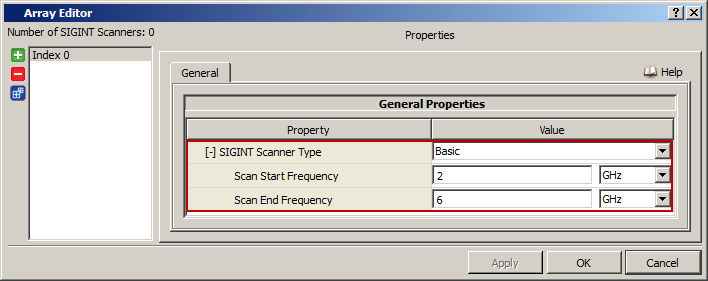 Array Editor
Number of SIGINT Scanners: 0
Properties
Index 0
General
Help
General Properties
Property Value
[-] SIGINT Scanner Type Basic
Scan Start Frequency 2 GHz
Scan End Frequency 6 GHz
Apply OK Cancel